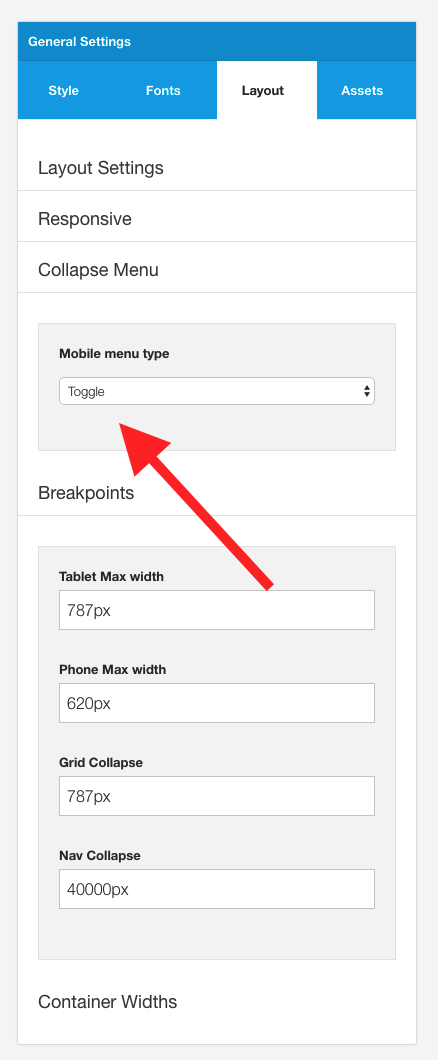 General Settings
Style Fonts Layout Assets
Layout Settings
Responsive
Collapse Menu
Mobile menu type
Toggle
Breakpoints
Tablet Max width
787px
Phone Max width
620px
Grid Collapse
787px
Nav Collapse
40000px
Container Widths